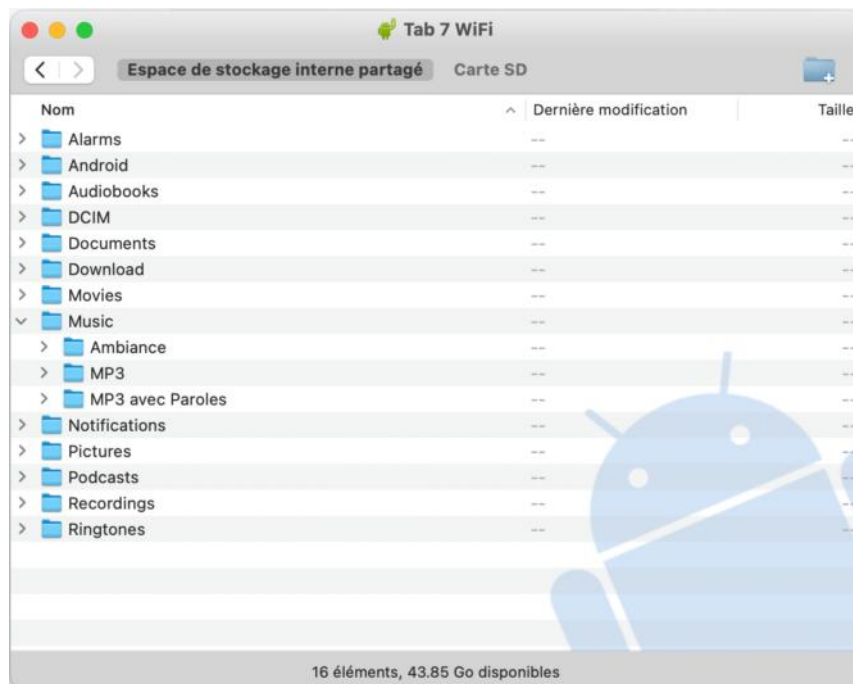 Tab 7 WiFi
Espace de stockage interne partagé Carte SD
Nom Dernière modification Taille
Alarms -- --
Android -- --
Audiobooks -- --
DCIM -- --
Documents -- --
Download -- --
Movies -- --
Music -- --
Ambiance -- --
MP3 -- --
MP3 avec Paroles -- --
Notifications -- --
Pictures -- --
Podcasts -- --
Recordings -- --
Ringtones -- --
16 éléments, 43.85 Go disponibles